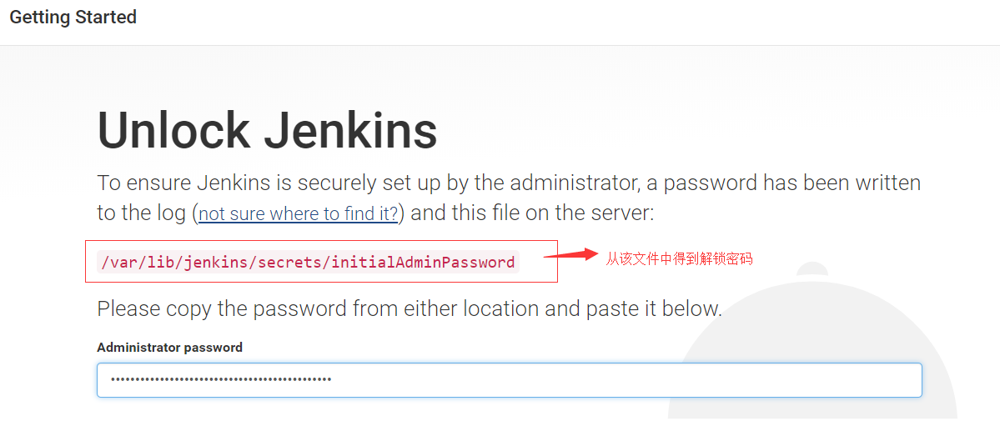 Getting Started
Unlock Jenkins
To ensure Jenkins is securely set up by the administrator, a password has been written
to the log (not sure where to find it?) and this file on the server:
/var/lib/jenkins/secrets/initialAdminPassword
从该文件中得到解锁密码
Please copy the password from either location and paste it below.
Administrator password